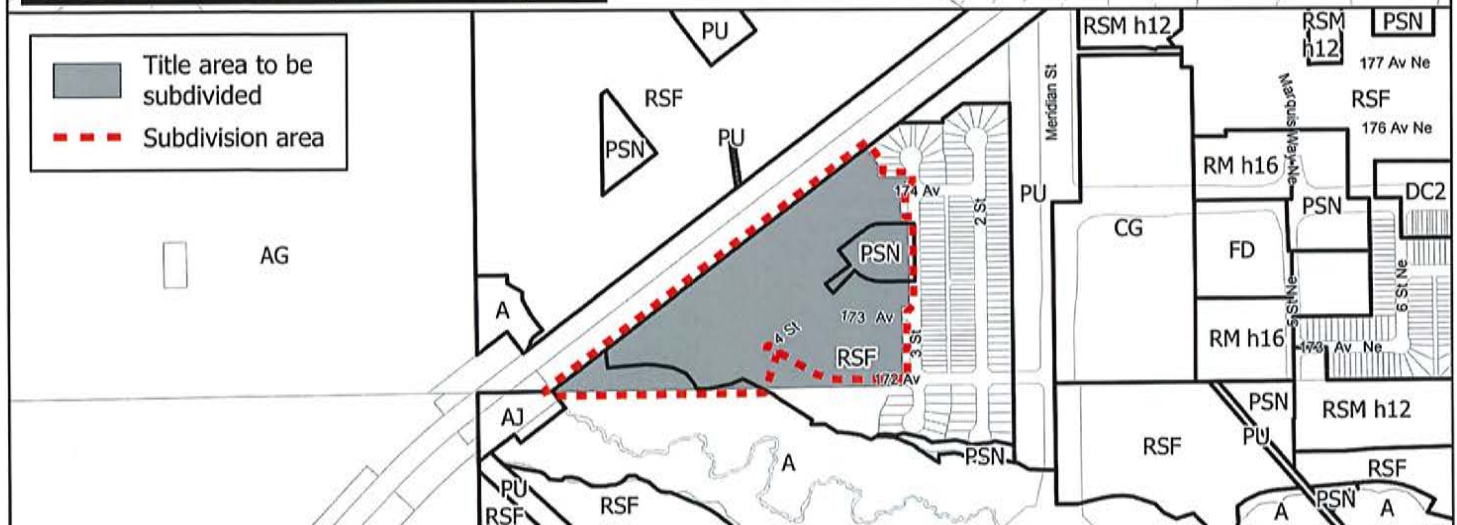 Title area to be
subdivided
Subdivision area
PU
RSF
PSN
PU
AG
A
AJ
PU
RSF
RSF
A
PSN
174 Av
2 St
PSN
173 Av
4 St
3 St
RSF
172 Av
PU
Meridian St
RSM h12
RSM
h12
PSN
177 Av Ne
RSF
176 Av Ne
Marquis Way Ne
RM h16
DC2
PSN
CG
FD
5 St Ne
6 St Ne
RM h16
173 Av Ne
PSN
RSM h12
PU
RSF
RSF
PSN
A
A